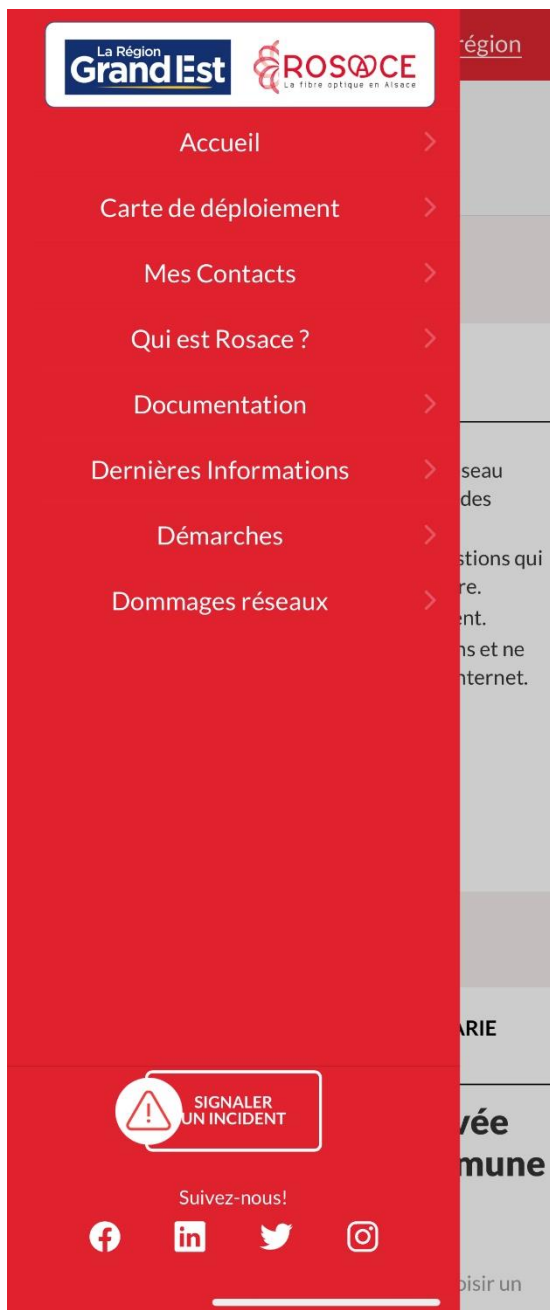 La Région
Grand Est
ROSACE
La fibre optique en Alsace
région
Accueil
Carte de déploiement
Mes Contacts
Qui est Rosace ?
Documentation
Dernières Informations
seau
des
Démarches
stions qui
re.
Dommages réseaux
ent.
ns et ne
nternet.
ARIE
SIGNALER
UN INCIDENT
vée
mune
Suivez-nous!
oisir un